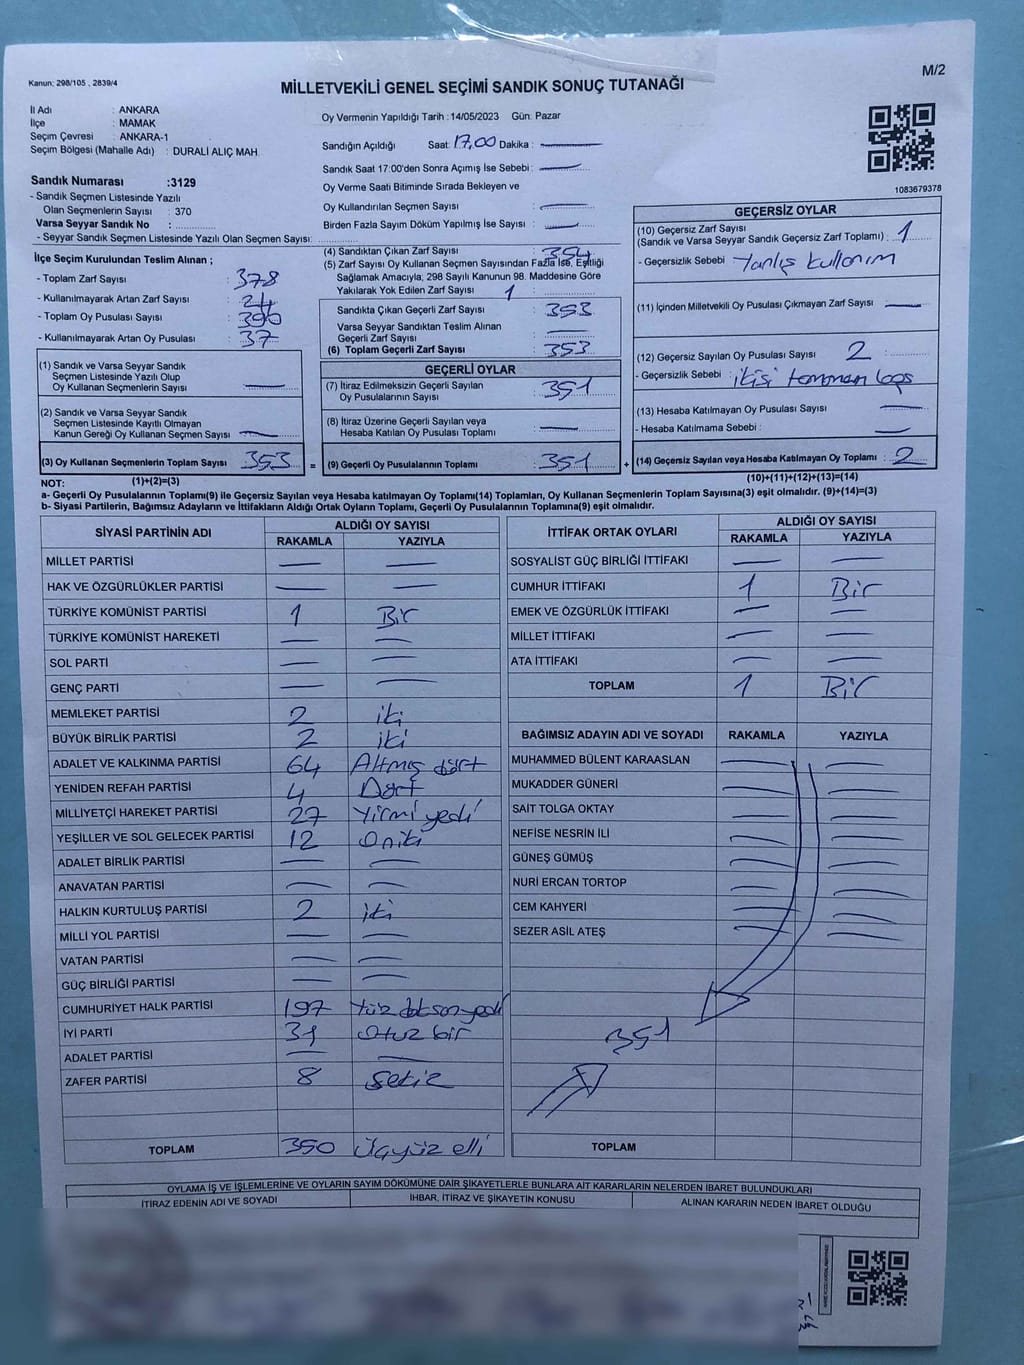 Kanun: 298/105 , 2839/4
M/2
MİLLETVEKİLİ GENEL SEÇİMİ SANDIK SONUÇ TUTANAĞI
İl Adı : ANKARA
İlçe : MAMAK
Seçim Çevresi : ANKARA-1
Seçim Bölgesi (Mahalle Adı) : DURALİ ALIÇ MAH.
Oy Vermenin Yapıldığı Tarih :14/05/2023 Gün: Pazar
Sandığın Açıldığı Saat: 17,00 Dakika : —
Sandık Saat 17:00'den Sonra Açımış İse Sebebi : —
Oy Verme Saati Bitiminde Sırada Bekleyen ve
Oy Kullandırılan Seçmen Sayısı : —
Birden Fazla Sayım Döküm Yapılmış İse Sayısı : —
1083679378
Sandık Numarası :3129
- Sandık Seçmen Listesinde Yazılı
Olan Seçmenlerin Sayısı : 370
Varsa Seyyar Sandık No :
- Seyyar Sandık Seçmen Listesinde Yazılı Olan Seçmen Sayısı:
İlçe Seçim Kurulundan Teslim Alınan ;
- Toplam Zarf Sayısı : 378
- Kullanılmayarak Artan Zarf Sayısı : 24
- Toplam Oy Pusulası Sayısı : 390
- Kullanılmayarak Artan Oy Pusulası : 37
(4) Sandıktan Çıkan Zarf Sayısı : 354
(5) Zarf Sayısı Oy Kullanan Seçmen Sayısından Fazla İse, Eşitliği
Sağlamak Amacıyla, 298 Sayılı Kanunun 98. Maddesine Göre
Yakılarak Yok Edilen Zarf Sayısı : 1
Sandıkta Çıkan Geçerli Zarf Sayısı : 353
Varsa Seyyar Sandıktan Teslim Alınan
Geçerli Zarf Sayısı : —
(6) Toplam Geçerli Zarf Sayısı : 353
GEÇERSİZ OYLAR
(10) Geçersiz Zarf Sayısı
(Sandık ve Varsa Seyyar Sandık Geçersiz Zarf Toplamı) : 1
- Geçersizlik Sebebi : Yanlış kullanım
(11) İçinden Milletvekili Oy Pusulası Çıkmayan Zarf Sayısı : —
(12) Geçersiz Sayılan Oy Pusulası Sayısı : 2
- Geçersizlik Sebebi : ikisi tamamen
(13) Hesaba Katılmayan Oy Pusulası Sayısı : —
- Hesaba Katılmama Sebebi : —
(14) Geçersiz Sayılan veya Hesaba Katılmayan Oy Toplamı : 2
(1) Sandık ve Varsa Seyyar Sandık
Seçmen Listesinde Yazılı Olup
Oy Kullanan Seçmenlerin Sayısı : —
(2) Sandık ve Varsa Seyyar Sandık
Seçmen Listesinde Kayıtlı Olmayan
Kanun Gereği Oy Kullanan Seçmen Sayısı : —
(3) Oy Kullanan Seçmenlerin Toplam Sayısı : 353 =
GEÇERLİ OYLAR
(7) İtiraz Edilmeksizin Geçerli Sayılan
Oy Pusulalarının Sayısı : 351
(8) İtiraz Üzerine Geçerli Sayılan veya
Hesaba Katılan Oy Pusulası Toplamı : —
(9) Geçerli Oy Pusulalarının Toplamı : 351 +
NOT: (1)+(2)=(3) (10)+(11)+(12)+(13)=(14)
a- Geçerli Oy Pusulalarının Toplamı(9) ile Geçersiz Sayılan veya Hesaba katılmayan Oy Toplamı(14) Toplamları, Oy Kullanan Seçmenlerin Toplam Sayısına(3) eşit olmalıdır. (9)+(14)=(3)
b- Siyasi Partilerin, Bağımsız Adayların ve İttifakların Aldığı Ortak Oyların Toplamı, Geçerli Oy Pusulalarının Toplamına(9) eşit olmalıdır.
SİYASİ PARTİNİN ADI ALDIĞI OY SAYISI
RAKAMLA YAZIYLA
MİLLET PARTİSİ — —
HAK VE ÖZGÜRLÜKLER PARTİSİ — —
TÜRKİYE KOMÜNİST PARTİSİ 1 Bir
TÜRKİYE KOMÜNİST HAREKETİ — —
SOL PARTİ — —
GENÇ PARTİ — —
MEMLEKET PARTİSİ 2 iki
BÜYÜK BİRLİK PARTİSİ 2 iki
ADALET VE KALKINMA PARTİSİ 64 Altmış dört
YENİDEN REFAH PARTİSİ 4 Dört
MİLLİYETÇİ HAREKET PARTİSİ 27 Yirmi yedi
YEŞİLLER VE SOL GELECEK PARTİSİ 12 Oniki
ADALET BİRLİK PARTİSİ — —
ANAVATAN PARTİSİ — —
HALKIN KURTULUŞ PARTİSİ 2 iki
MİLLİ YOL PARTİSİ — —
VATAN PARTİSİ — —
GÜÇ BİRLİĞİ PARTİSİ — —
CUMHURİYET HALK PARTİSİ 197 Yüz doksanyedi
İYİ PARTİ 31 Otuz bir
ADALET PARTİSİ — —
ZAFER PARTİSİ 8 Sekiz
TOPLAM 350 Üçyüz elli
İTTİFAK ORTAK OYLARI ALDIĞI OY SAYISI
RAKAMLA YAZIYLA
SOSYALİST GÜÇ BİRLİĞİ İTTİFAKI — —
CUMHUR İTTİFAKI 1 Bir
EMEK VE ÖZGÜRLÜK İTTİFAKI — —
MİLLET İTTİFAKI — —
ATA İTTİFAKI — —
TOPLAM 1 Bir
BAĞIMSIZ ADAYIN ADI VE SOYADI RAKAMLA YAZIYLA
MUHAMMED BÜLENT KARAASLAN — —
MUKADDER GÜNERİ — —
SAİT TOLGA OKTAY — —
NEFİSE NESRİN İLİ — —
GÜNEŞ GÜMÜŞ — —
NURİ ERCAN TORTOP — —
CEM KAHYERİ — —
SEZER ASİL ATEŞ — —
351
TOPLAM
OYLAMA İŞ VE İŞLEMLERİNE VE OYLARIN SAYIM DÖKÜMÜNE DAİR ŞİKAYETLERLE BUNLARA AİT KARARLARIN NELERDEN İBARET BULUNDUKLARI
İTİRAZ EDENİN ADI VE SOYADI İHBAR, İTİRAZ VE ŞİKAYETİN KONUSU ALINAN KARARIN NEDEN İBARET OLDUĞU